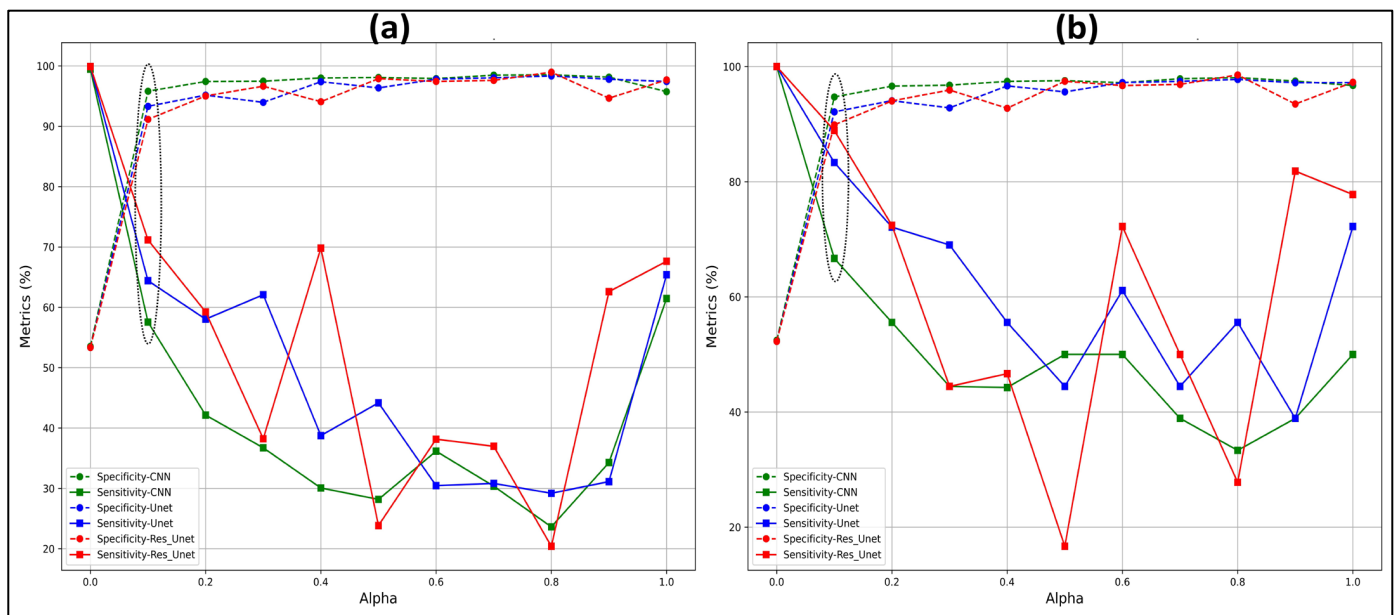 (a)
100
90
80
70
60
50
40
30
20
Metrics (%)
Specificity-CNN
Sensitivity-CNN
Specificity-Unet
Sensitivity-Unet
Specificity-Res_Unet
Sensitivity-Res_Unet
0.0 0.2 0.4 0.6 0.8 1.0
Alpha
(b)
100
80
60
40
20
Metrics (%)
Specificity-CNN
Sensitivity-CNN
Specificity-Unet
Sensitivity-Unet
Specificity-Res_Unet
Sensitivity-Res_Unet
0.0 0.2 0.4 0.6 0.8 1.0
Alpha